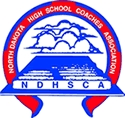 NORTH DAKOTA HIGH SCHOOL COACHES ASSOCIATION
NDHSCA